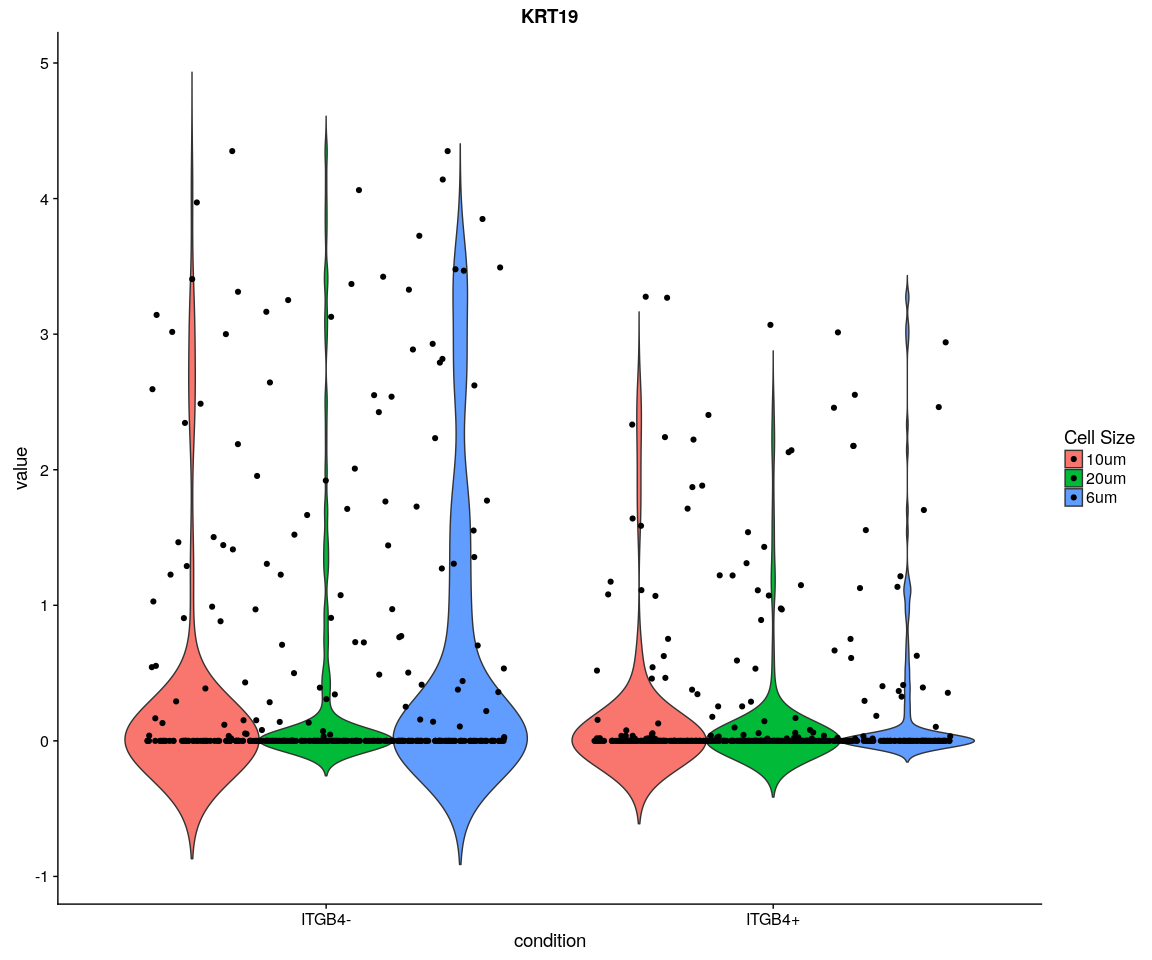 KRT19
5
4
3
2
1
0
-1
value
ITGB4-
ITGB4+
condition
Cell Size
10um
20um
6um